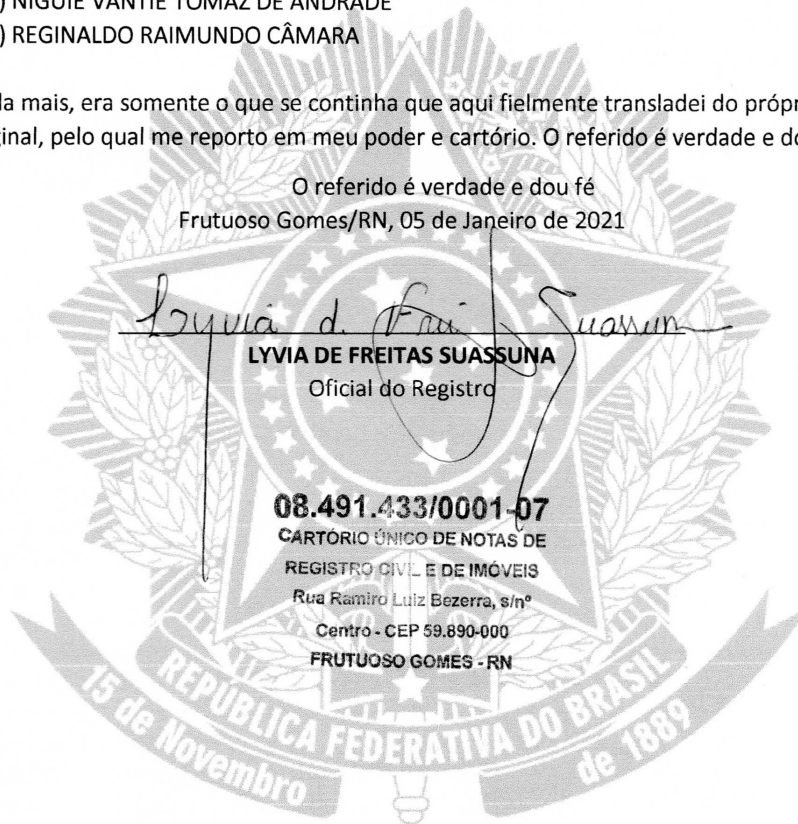 ) NIGUIE VANTIE TOMAZ DE ANDRADE
) REGINALDO RAIMUNDO CÂMARA
da mais, era somente o que se continha que aqui fielmente transladei do própr
ginal, pelo qual me reporto em meu poder e cartório. O referido é verdade e do
O referido é verdade e dou fé
Frutuoso Gomes/RN, 05 de Janeiro de 2021
Lyvia d. Frei Suassun
LYVIA DE FREITAS SUASSUNA
Oficial do Registro
08.491.433/0001-07
CARTÓRIO ÚNICO DE NOTAS DE
REGISTRO CIVIL E DE IMÓVEIS
Rua Ramiro Luiz Bezerra, s/nº
Centro - CEP 59.890-000
FRUTUOSO GOMES - RN
REPÚBLICA FEDERATIVA DO BRASIL
15 de Novembro de 1889